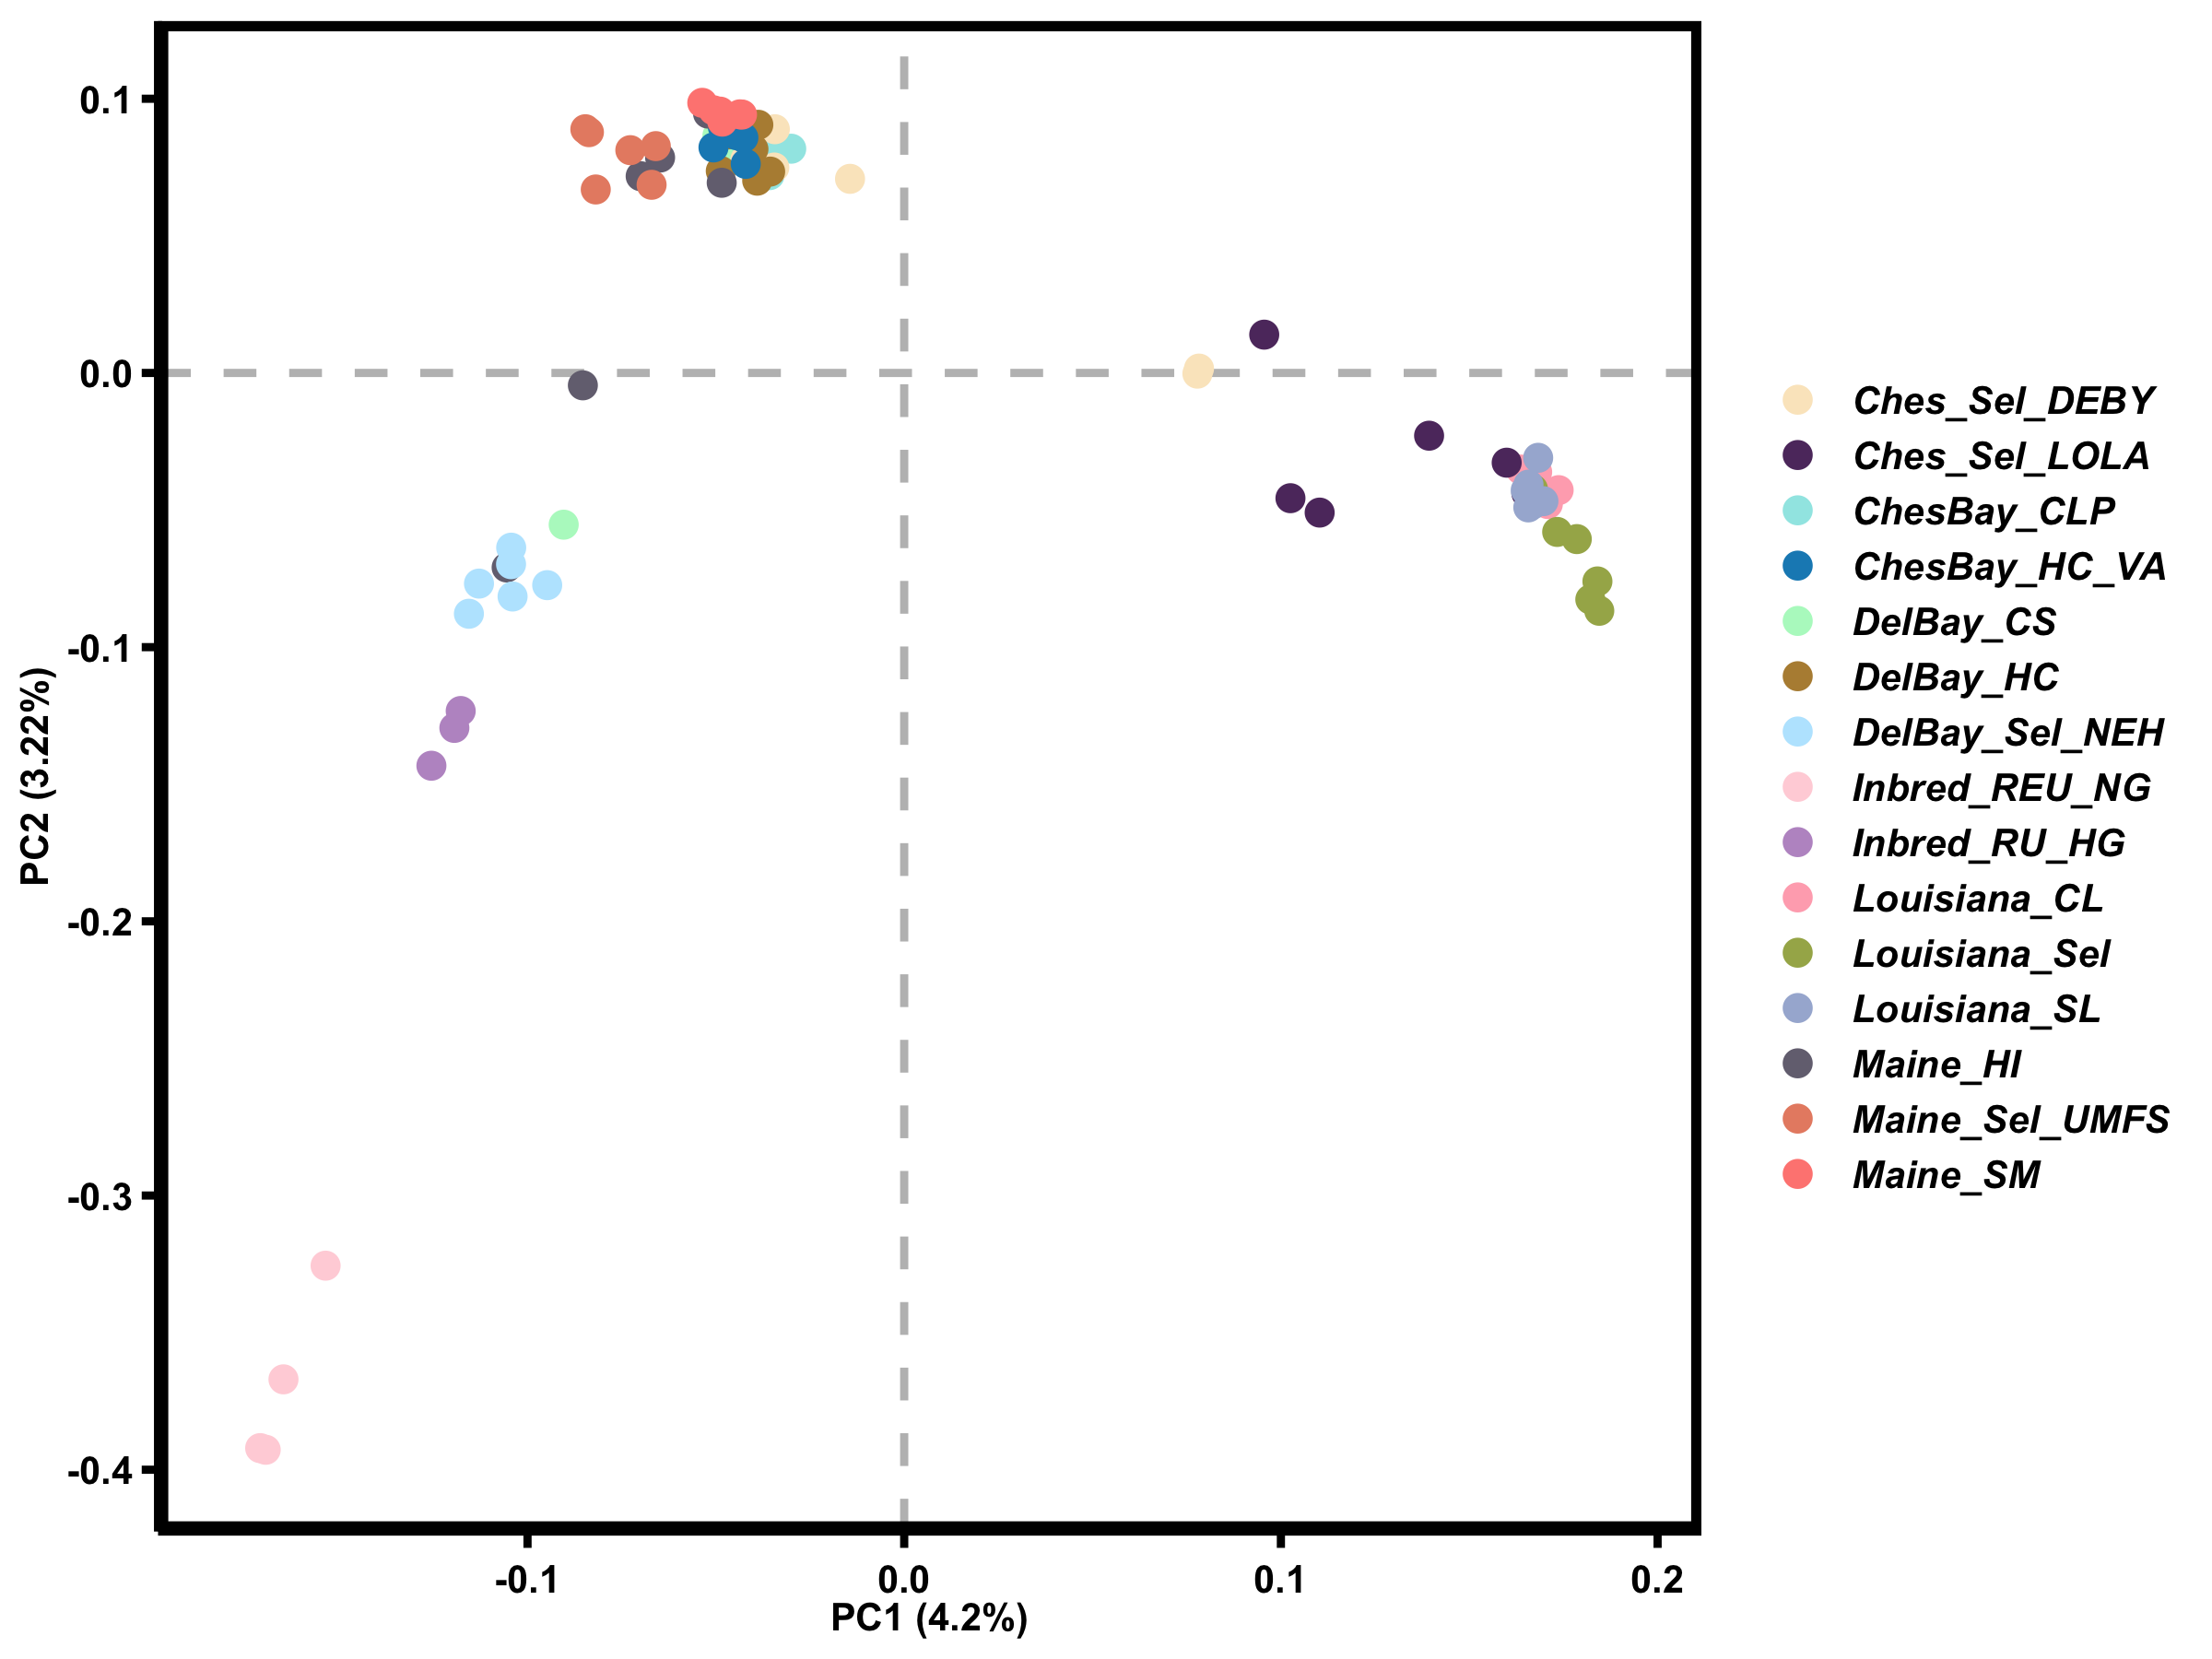 0.1
0.0
-0.1
-0.2
-0.3
-0.4
PC2 (3.22%)
-0.1
0.0
0.1
0.2
PC1 (4.2%)
Ches_Sel_DEBY
Ches_Sel_LOLA
ChesBay_CLP
ChesBay_HC_VA
DelBay_CS
DelBay_HC
DelBay_Sel_NEH
Inbred_REU_NG
Inbred_RU_HG
Louisiana_CL
Louisiana_Sel
Louisiana_SL
Maine_HI
Maine_Sel_UMFS
Maine_SM